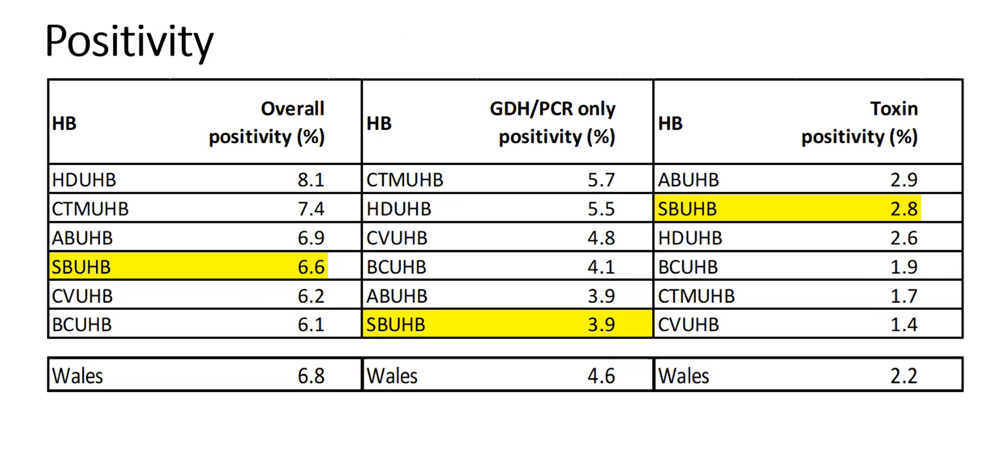 Positivity
HB Overall positivity (%) HB GDH/PCR only positivity (%) HB Toxin positivity (%)
HDUHB 8.1 CTMUHB 5.7 ABUHB 2.9
CTMUHB 7.4 HDUHB 5.5 SBUHB 2.8
ABUHB 6.9 CVUHB 4.8 HDUHB 2.6
SBUHB 6.6 BCUHB 4.1 BCUHB 1.9
CVUHB 6.2 ABUHB 3.9 CTMUHB 1.7
BCUHB 6.1 SBUHB 3.9 CVUHB 1.4
Wales 6.8 Wales 4.6 Wales 2.2